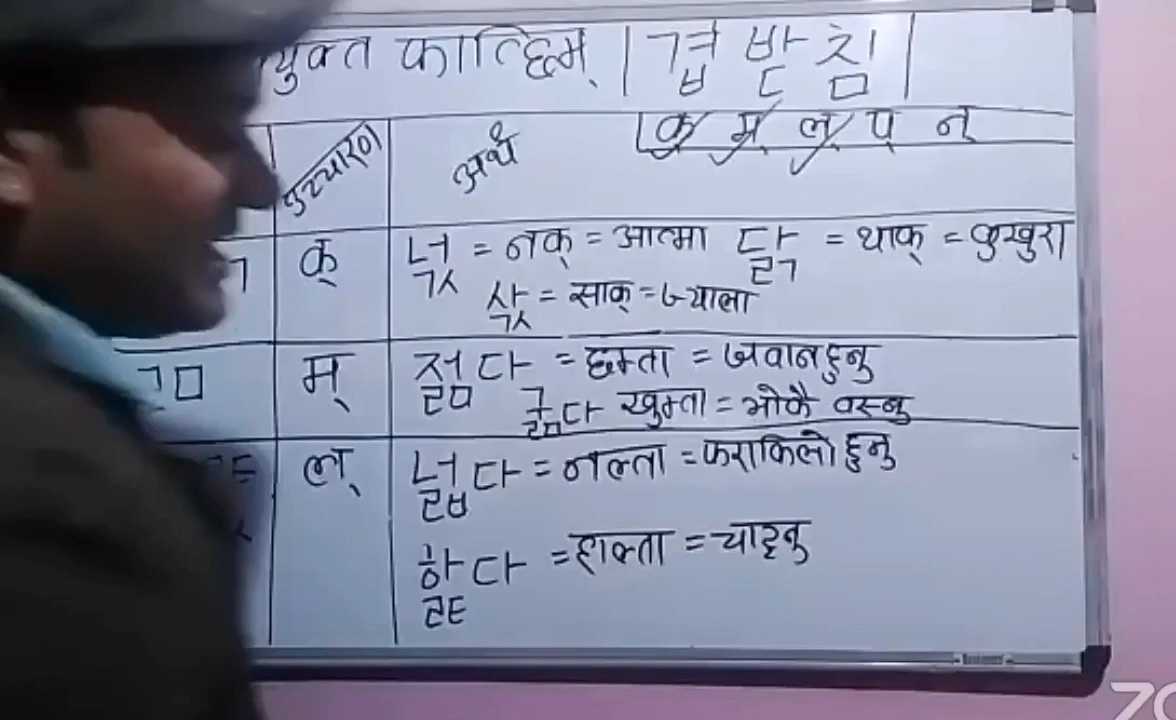 युक्त फात्छिम् | 겹 받침 |
उच्चारण अर्थ | क् म् ल् प् न्
ㄱ क् 넋 = नक् = आत्मा 닭 = थाक् = कुखुरा
삯 = साक् = ज्याला
ㄻ म् 젊다 = छम्ता = जवान हुनु
굶다 खुम्ता = भोकै बस्नु
ल् 넓다 = नल्ता = फराकिलो हुनु
핥다 = हाल्ता = चाट्नु